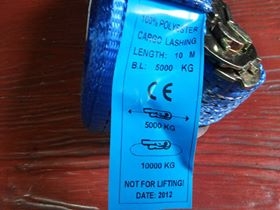 100% POLYESTER
CARGO LASHING
LENGTH: 10 M
B.L: 5000 KG
CE
5000 KG
10000 KG
NOT FOR LIFTING!
DATE: 2012